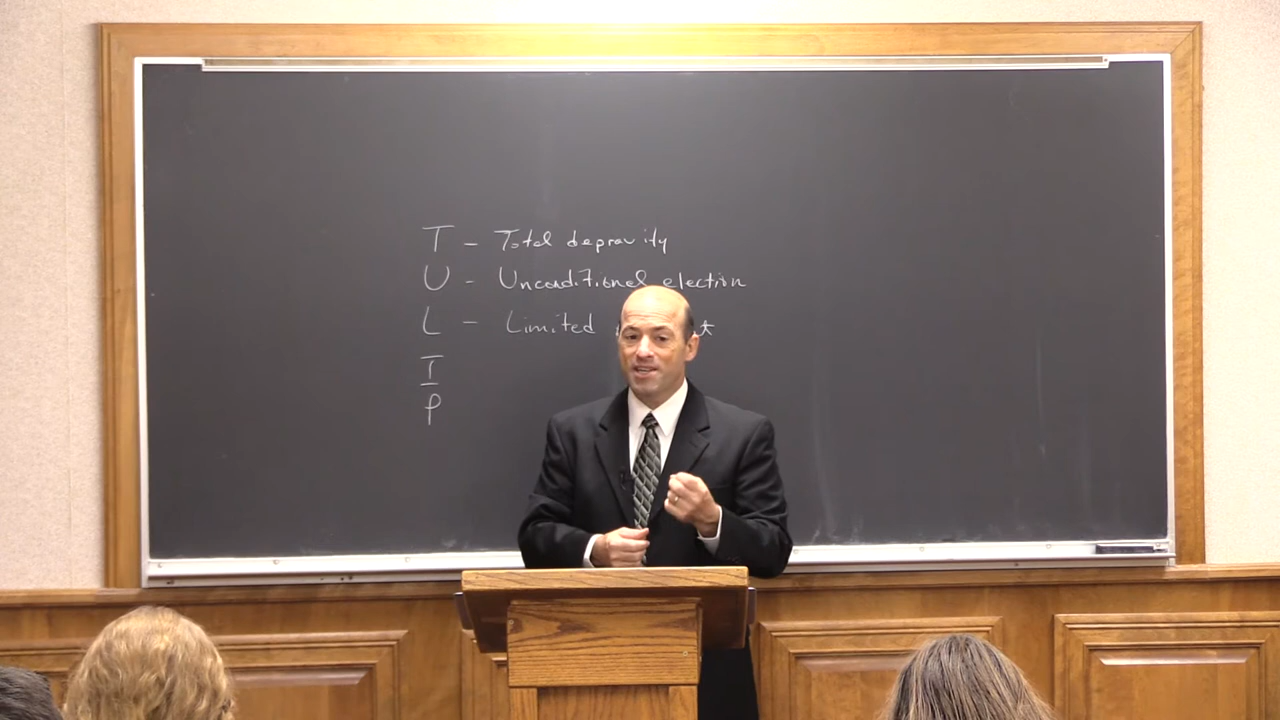 T - Total depravity
U - Unconditional election
L - Limited
I
P